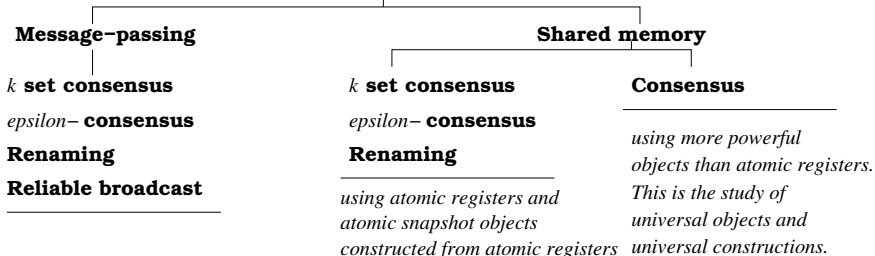 Message−passing
Shared memory
k set consensus
epsilon− consensus
Renaming
Reliable broadcast
k set consensus
epsilon− consensus
Renaming
using atomic registers and
atomic snapshot objects
constructed from atomic registers
Consensus
using more powerful
objects than atomic registers.
This is the study of
universal objects and
universal constructions.